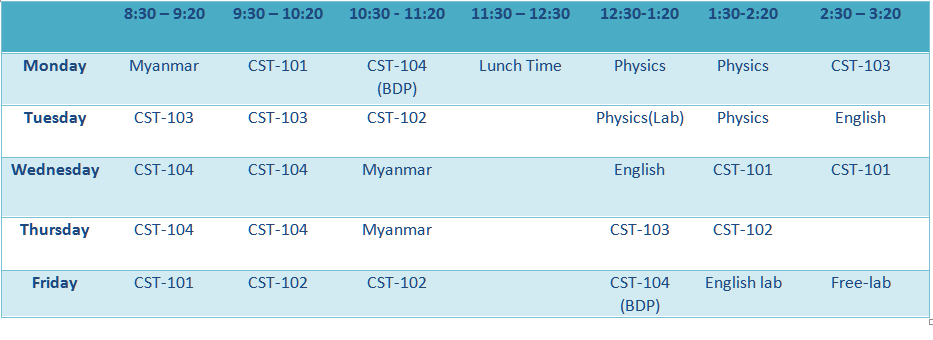 8:30 – 9:20 9:30 – 10:20 10:30 - 11:20 11:30 – 12:30 12:30-1:20 1:30-2:20 2:30 – 3:20
Monday Myanmar CST-101 CST-104 (BDP) Lunch Time Physics Physics CST-103
Tuesday CST-103 CST-103 CST-102 Physics(Lab) Physics English
Wednesday CST-104 CST-104 Myanmar English CST-101 CST-101
Thursday CST-104 CST-104 Myanmar CST-103 CST-102
Friday CST-101 CST-102 CST-102 CST-104 (BDP) English lab Free-lab